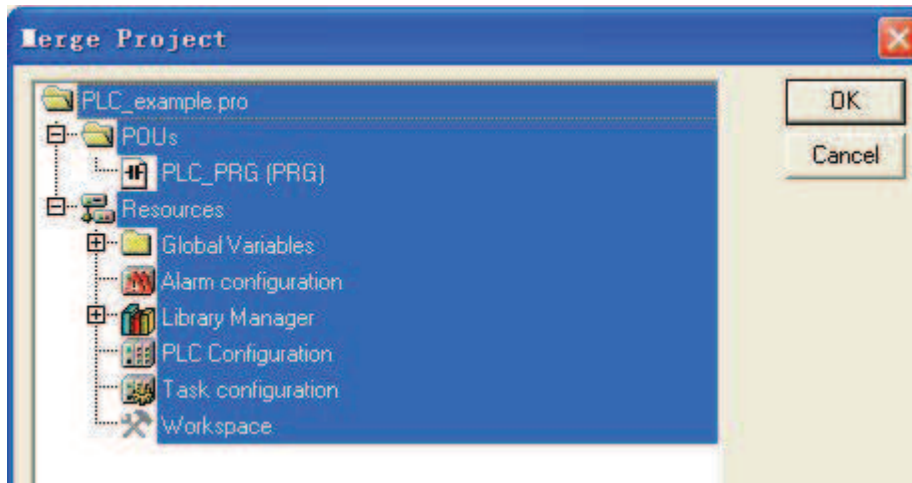 Merge Project
PLC_example.pro
OK
POUs
Cancel
PLC_PRG (PRG)
Resources
Global Variables
Alarm configuration
Library Manager
PLC Configuration
Task configuration
Workspace